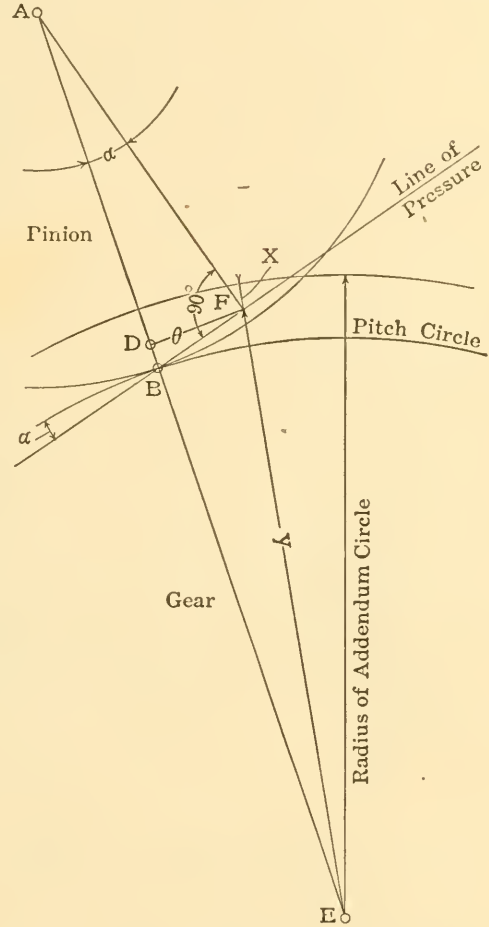 A
α
Pinion
Line of
Pressure
X
90°
F
D
θ
B
Pitch Circle
α
Y
Gear
Radius of Addendum Circle
E